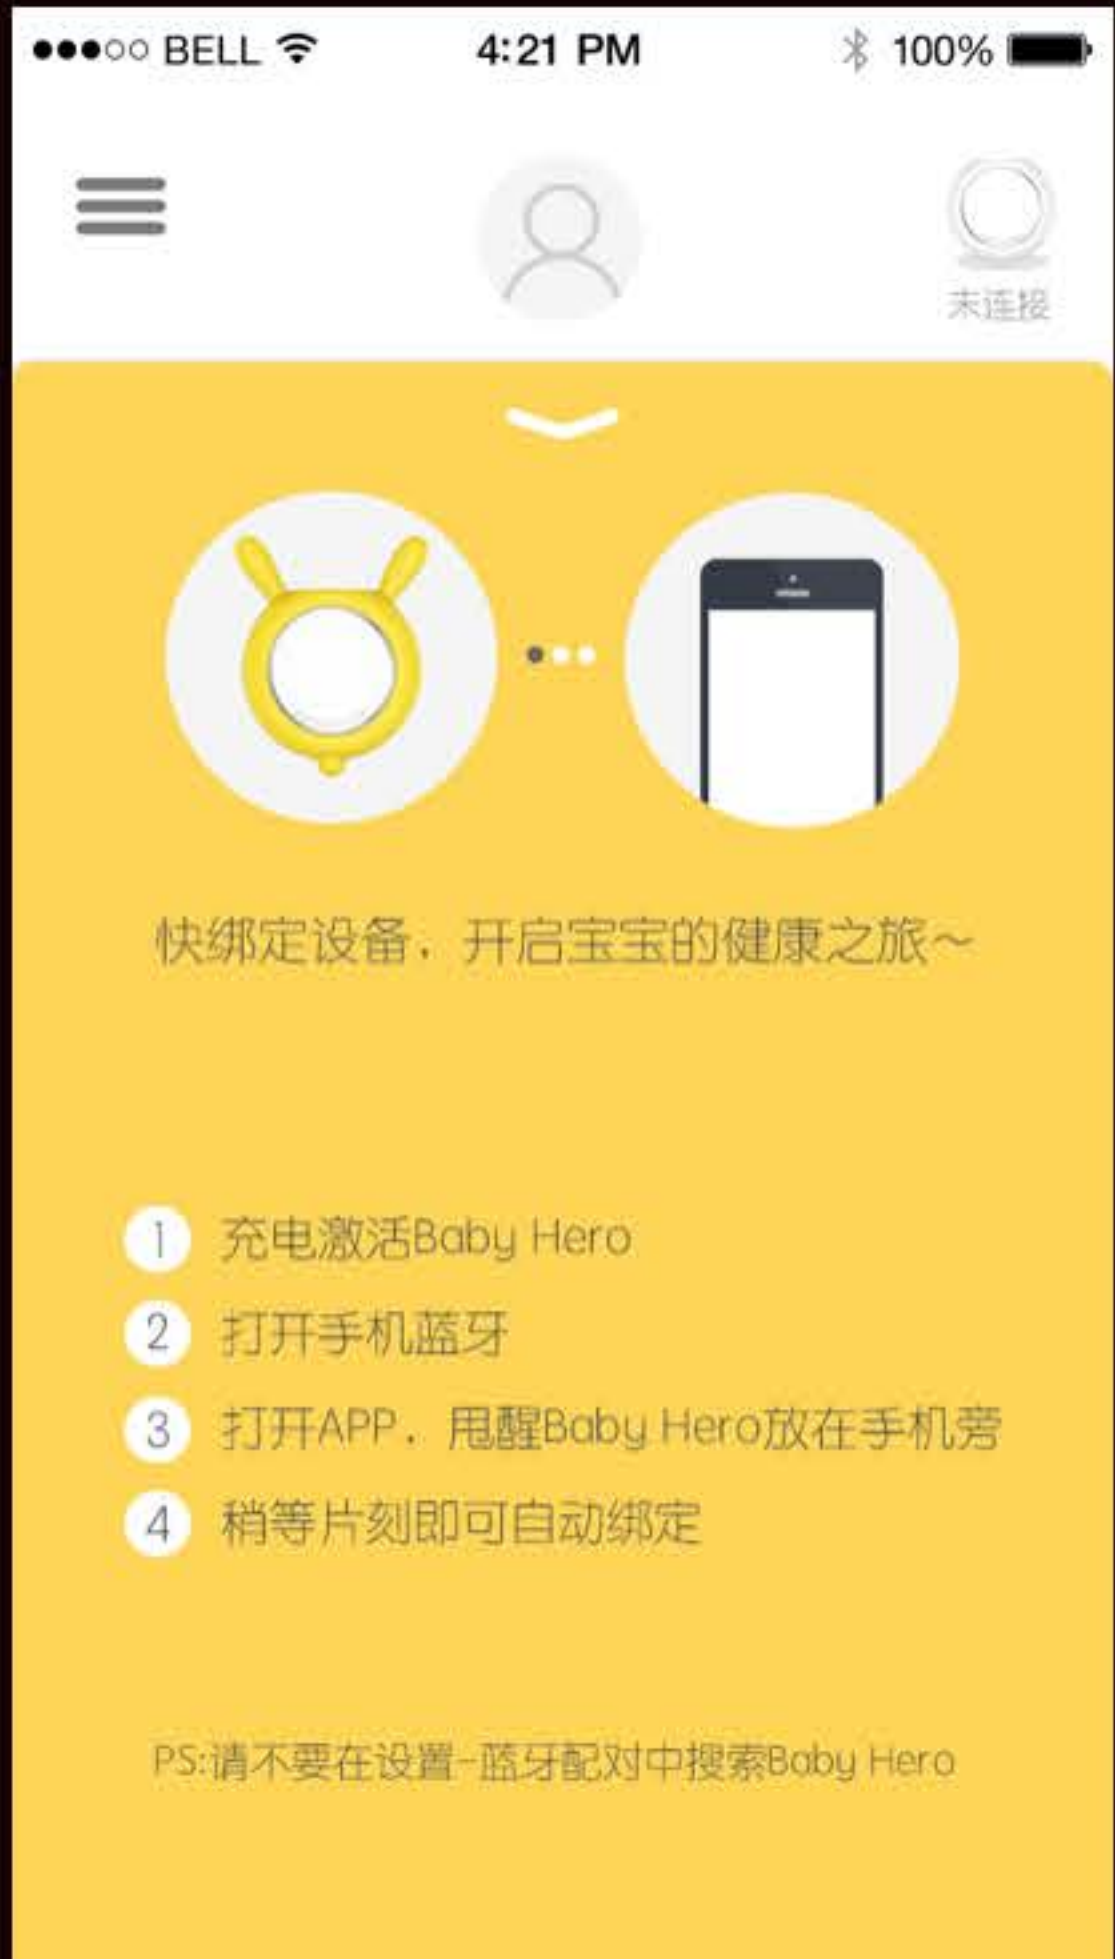 BELL 4:21 PM 100%
未连接
快绑定设备，开启宝宝的健康之旅～
1 充电激活Baby Hero
2 打开手机蓝牙
3 打开APP，甩醒Baby Hero放在手机旁
4 稍等片刻即可自动绑定
PS:请不要在设置-蓝牙配对中搜索Baby Hero